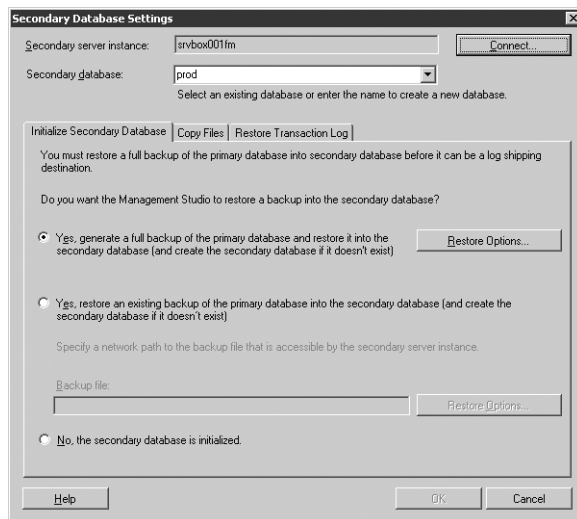 Secondary Database Settings
Secondary server instance: srvbox001fm Connect...
Secondary database: prod
Select an existing database or enter the name to create a new database.
Initialize Secondary Database Copy Files Restore Transaction Log
You must restore a full backup of the primary database into secondary database before it can be a log shipping
destination.
Do you want the Management Studio to restore a backup into the secondary database?
Yes, generate a full backup of the primary database and restore it into the
secondary database (and create the secondary database if it doesn't exist)
Restore Options...
Yes, restore an existing backup of the primary database into the secondary database (and create the
secondary database if it doesn't exist)
Specify a network path to the backup file that is accessible by the secondary server instance.
Backup file:
Restore Options...
No, the secondary database is initialized.
Help OK Cancel